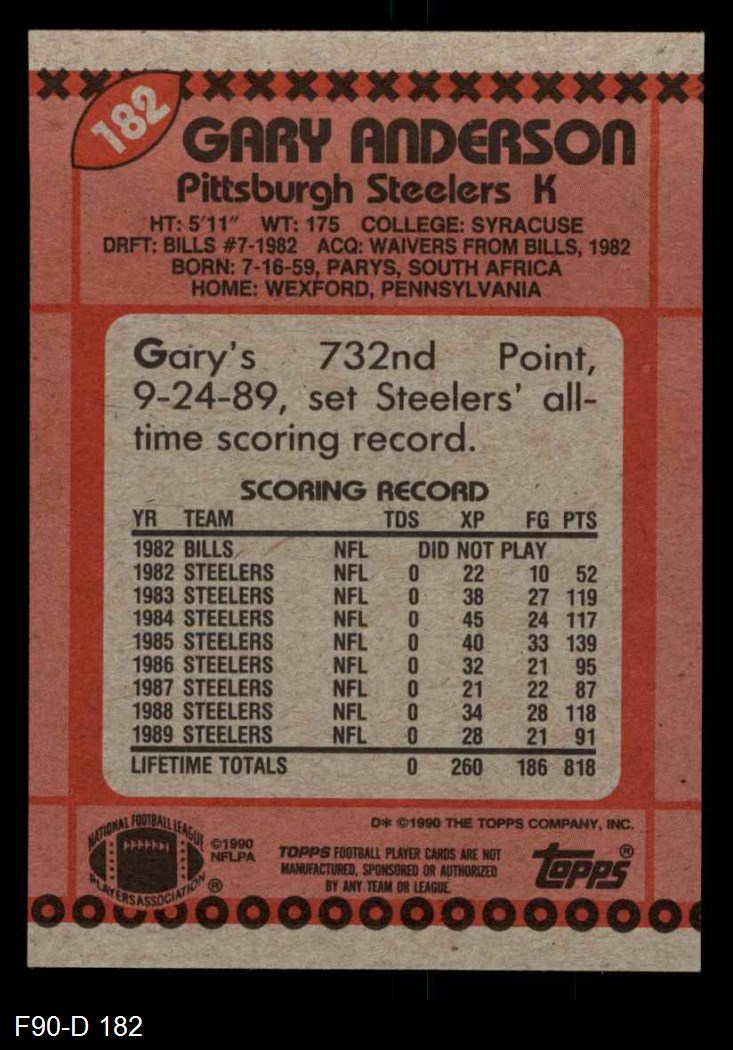 182
GARY ANDERSON
Pittsburgh Steelers K
HT: 5'11" WT: 175 COLLEGE: SYRACUSE
DRFT: BILLS #7-1982 ACQ: WAIVERS FROM BILLS, 1982
BORN: 7-16-59, PARYS, SOUTH AFRICA
HOME: WEXFORD, PENNSYLVANIA
Gary's 732nd Point,
9-24-89, set Steelers' all-
time scoring record.
SCORING RECORD
YR TEAM TDS XP FG PTS
1982 BILLS NFL DID NOT PLAY
1982 STEELERS NFL 0 22 10 52
1983 STEELERS NFL 0 38 27 119
1984 STEELERS NFL 0 45 24 117
1985 STEELERS NFL 0 40 33 139
1986 STEELERS NFL 0 32 21 95
1987 STEELERS NFL 0 21 22 87
1988 STEELERS NFL 0 34 28 118
1989 STEELERS NFL 0 28 21 91
LIFETIME TOTALS 0 260 186 818
D* ©1990 THE TOPPS COMPANY, INC.
NATIONAL FOOTBALL LEAGUE
PLAYERS ASSOCIATION ®
©1990
NFLPA
TOPPS FOOTBALL PLAYER CARDS ARE NOT
MANUFACTURED, SPONSORED OR AUTHORIZED
BY ANY TEAM OR LEAGUE.
topps®
F90-D 182